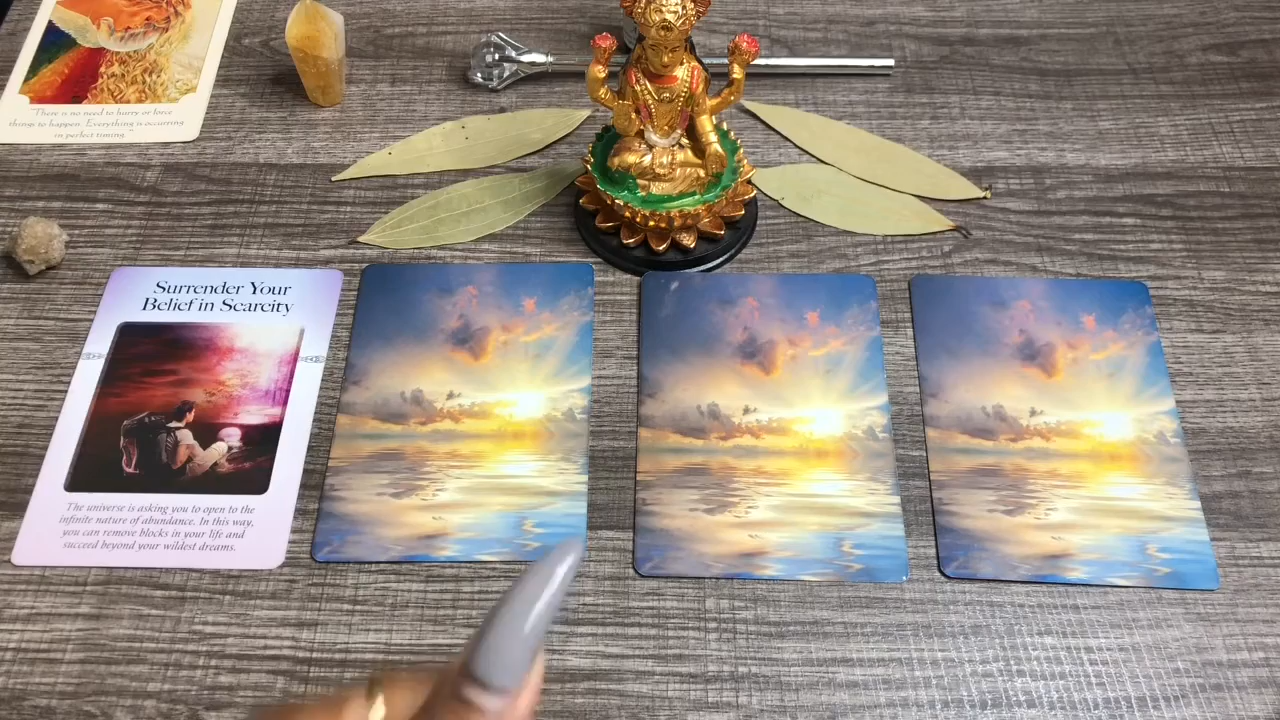 "There is no need to hurry or force
things to happen. Everything is occurring
in perfect timing."
Surrender Your
Belief in Scarcity
The universe is asking you to open to the
infinite nature of abundance. In this way,
you can remove blocks in your life and
succeed beyond your wildest dreams.